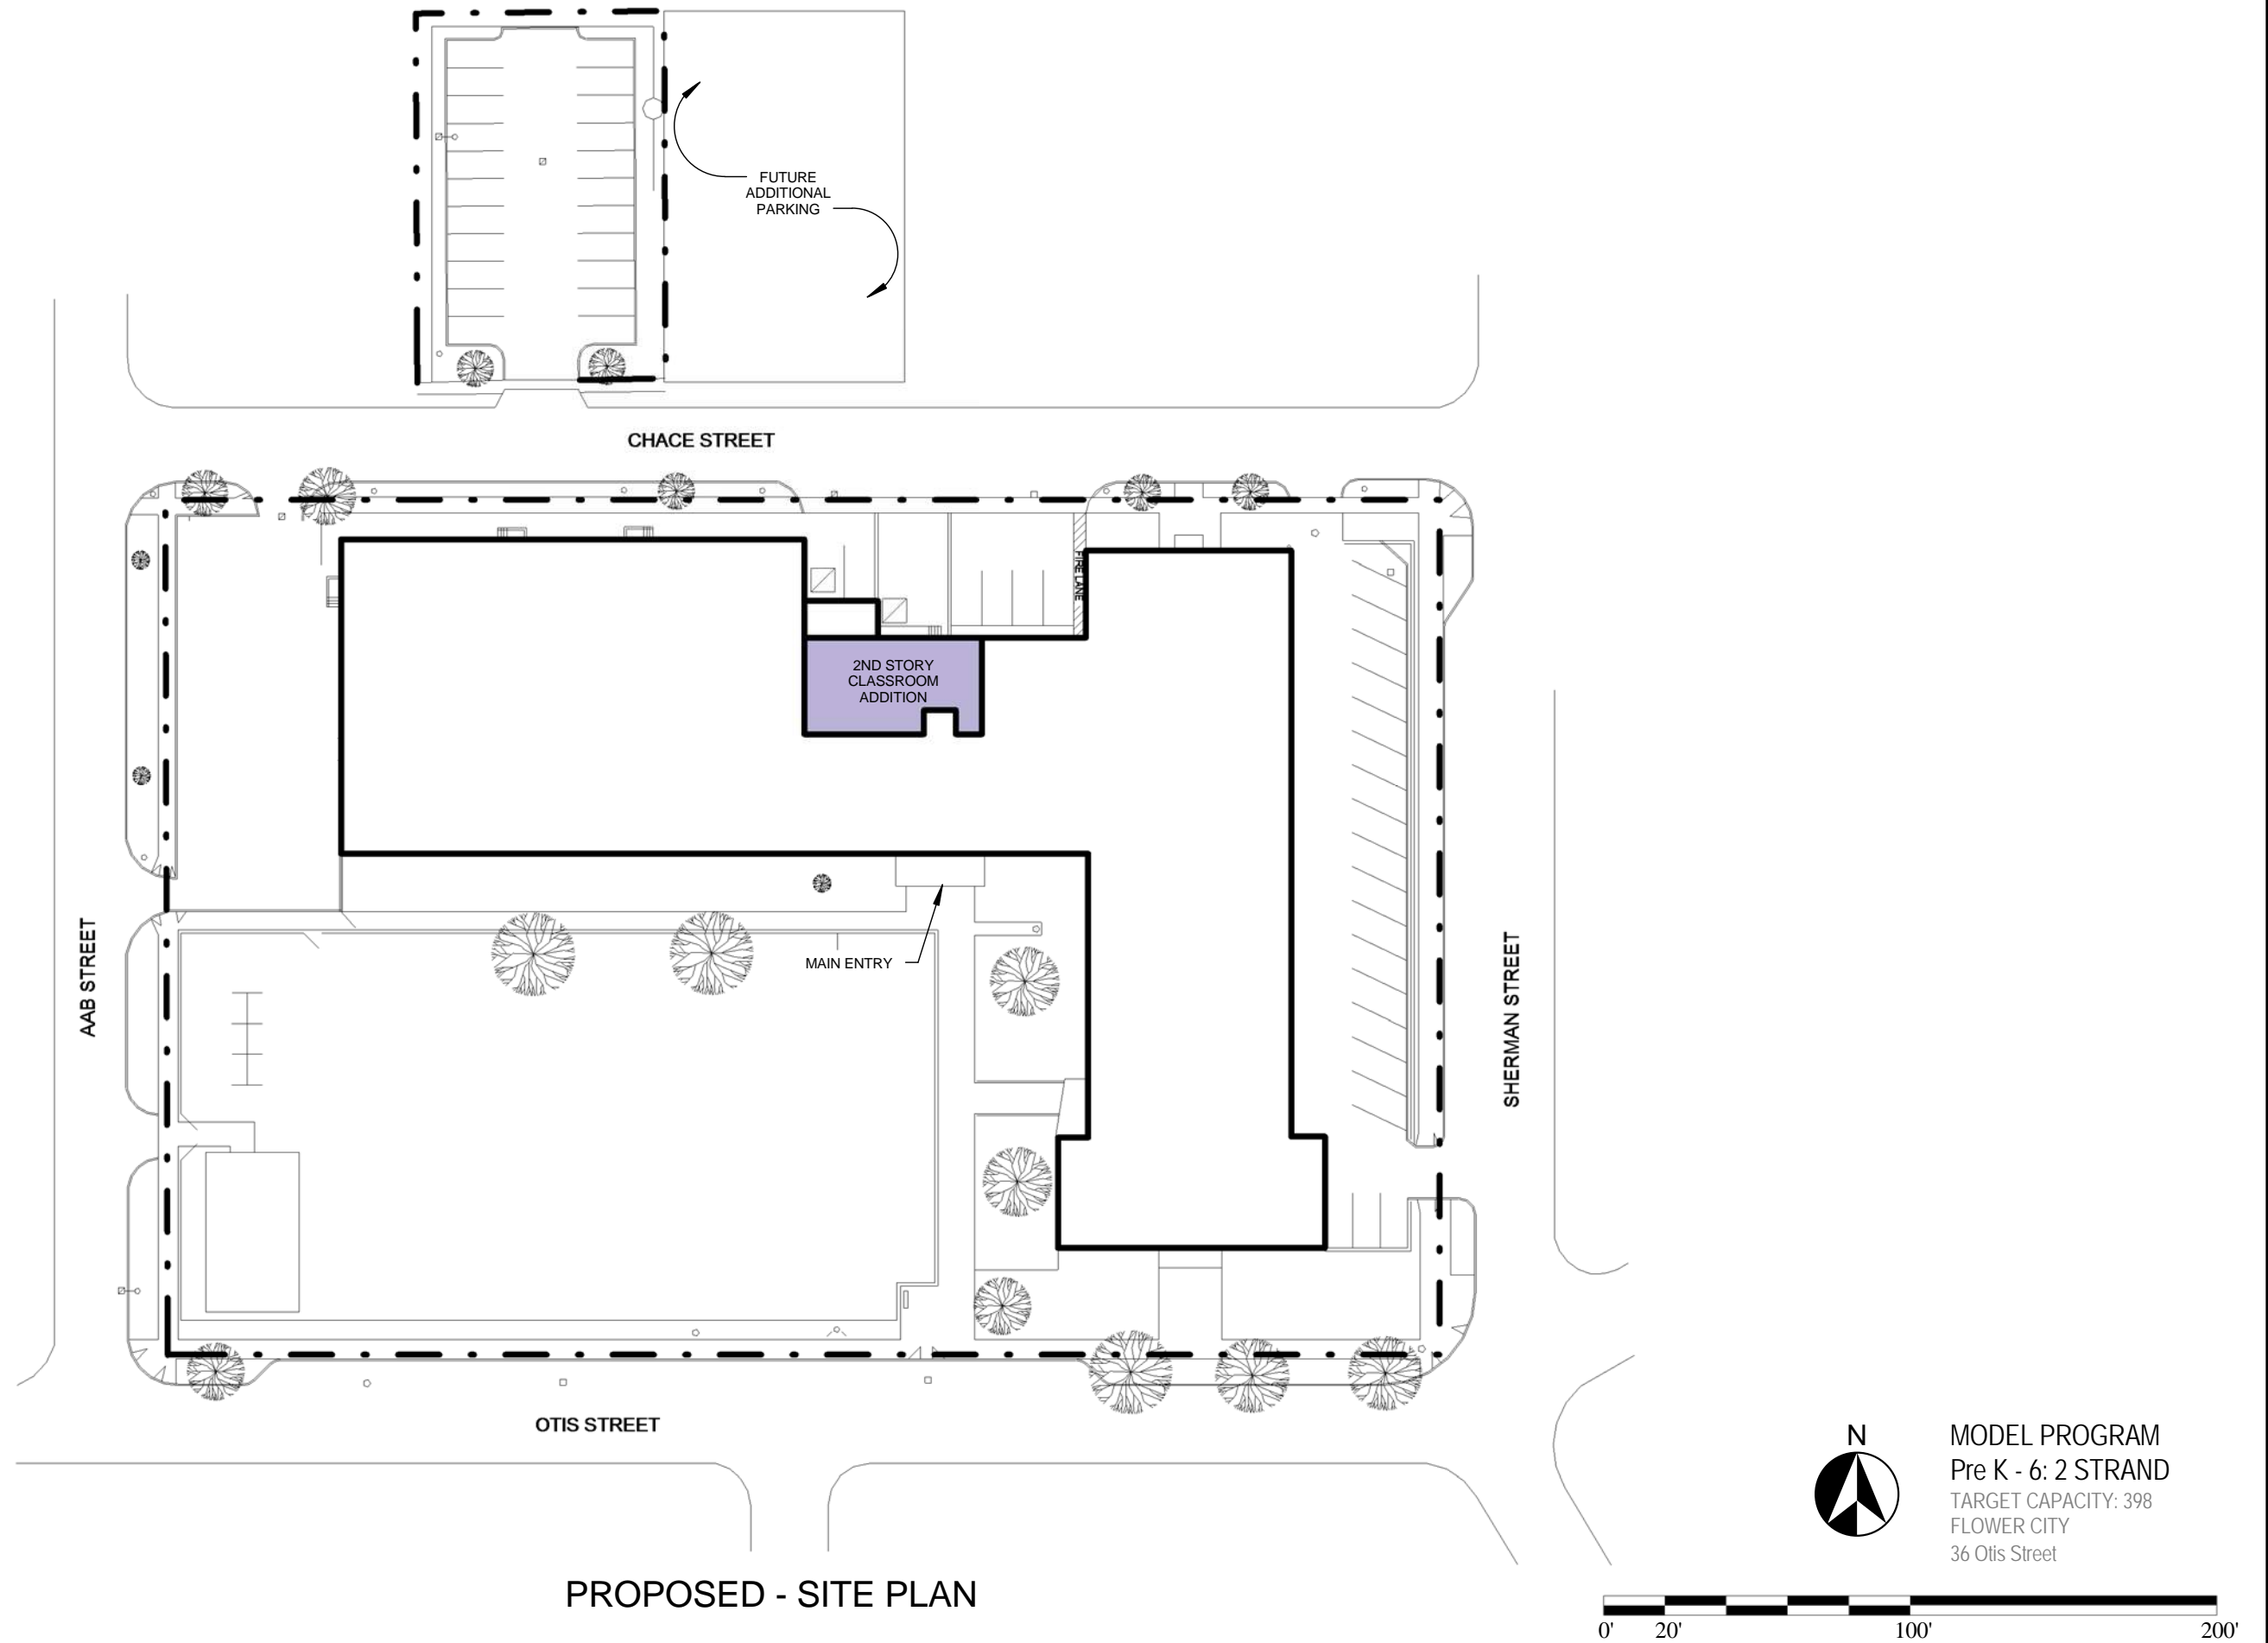 FUTURE
ADDITIONAL
PARKING
CHACE STREET
FIRE LANE
2ND STORY
CLASSROOM
ADDITION
MAIN ENTRY
AAB STREET
SHERMAN STREET
OTIS STREET
N
MODEL PROGRAM
Pre K - 6: 2 STRAND
TARGET CAPACITY: 398
FLOWER CITY
36 Otis Street
PROPOSED - SITE PLAN
0' 20' 100' 200'